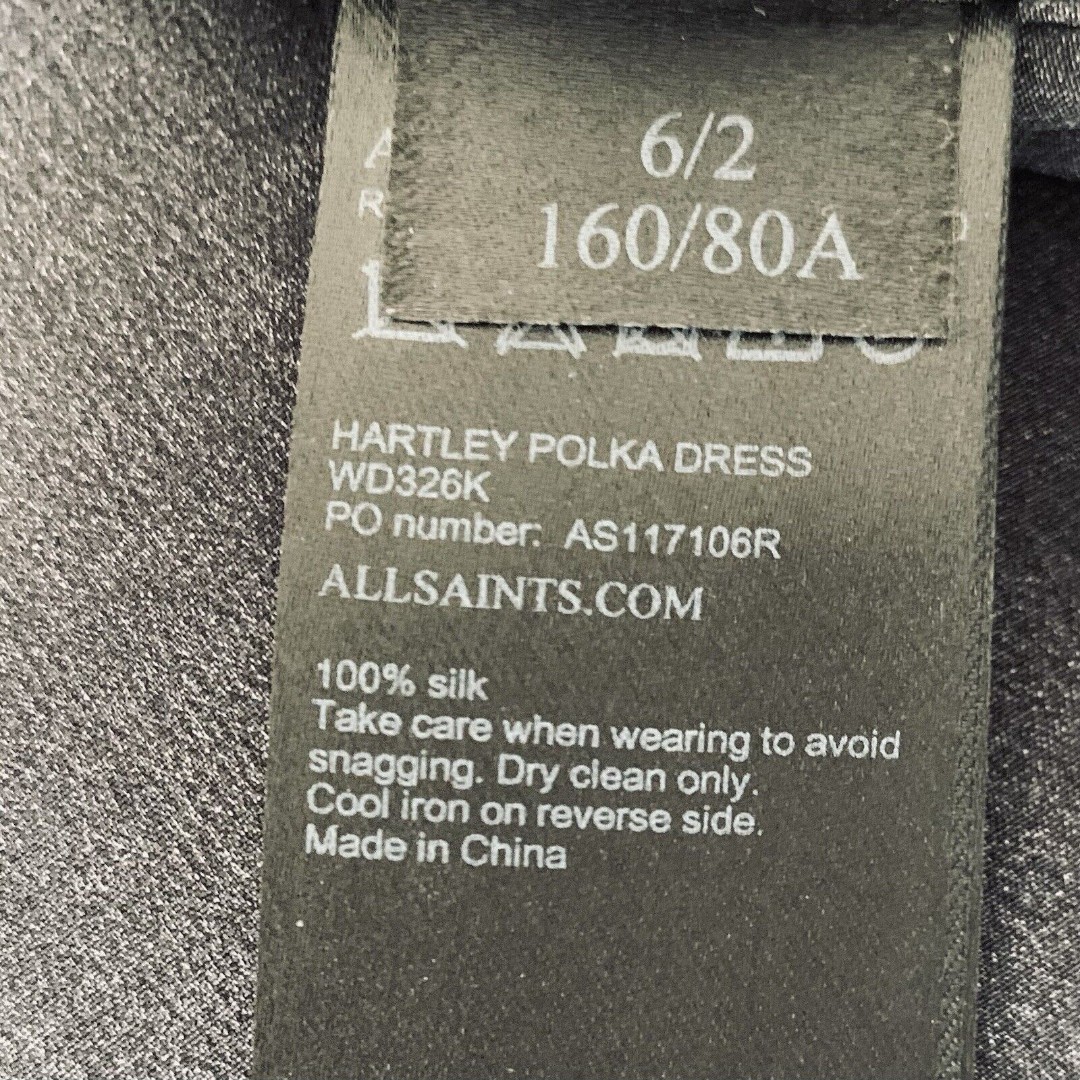 6/2
160/80A
HARTLEY POLKA DRESS
WD326K
PO number: AS117106R
ALLSAINTS.COM
100% silk
Take care when wearing to avoid
snagging. Dry clean only.
Cool iron on reverse side.
Made in China